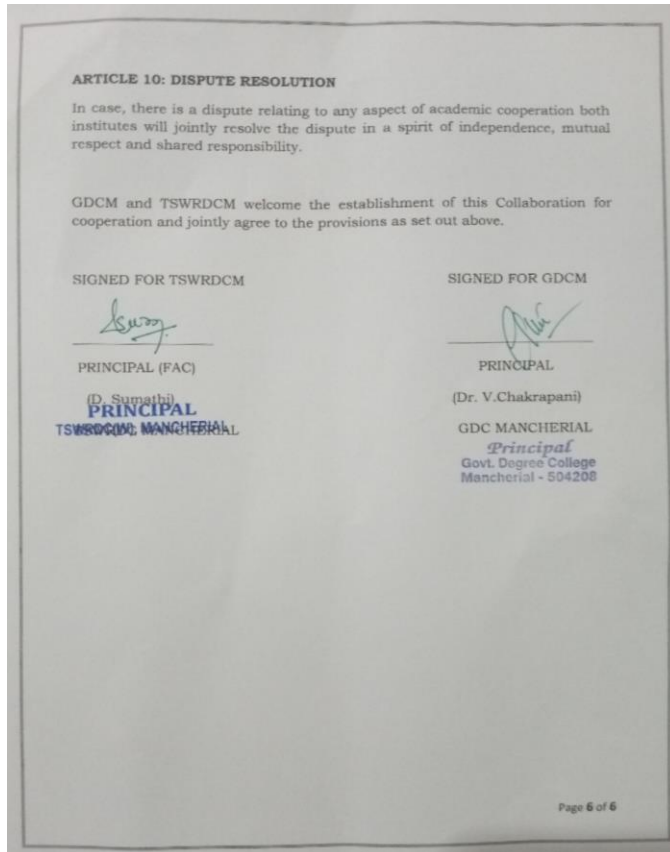 ARTICLE 10: DISPUTE RESOLUTION
In case, there is a dispute relating to any aspect of academic cooperation both
institutes will jointly resolve the dispute in a spirit of independence, mutual
respect and shared responsibility.
GDCM and TSWRDCM welcome the establishment of this Collaboration for
cooperation and jointly agree to the provisions as set out above.
SIGNED FOR TSWRDCM
PRINCIPAL (FAC)
(D. Sumathi)
PRINCIPAL
TSWRDC(W), MANCHERIAL
MANCHERIAL
SIGNED FOR GDCM
PRINCIPAL
(Dr. V.Chakrapani)
GDC MANCHERIAL
Principal
Govt. Degree College
Mancherial - 504208
Page 6 of 6